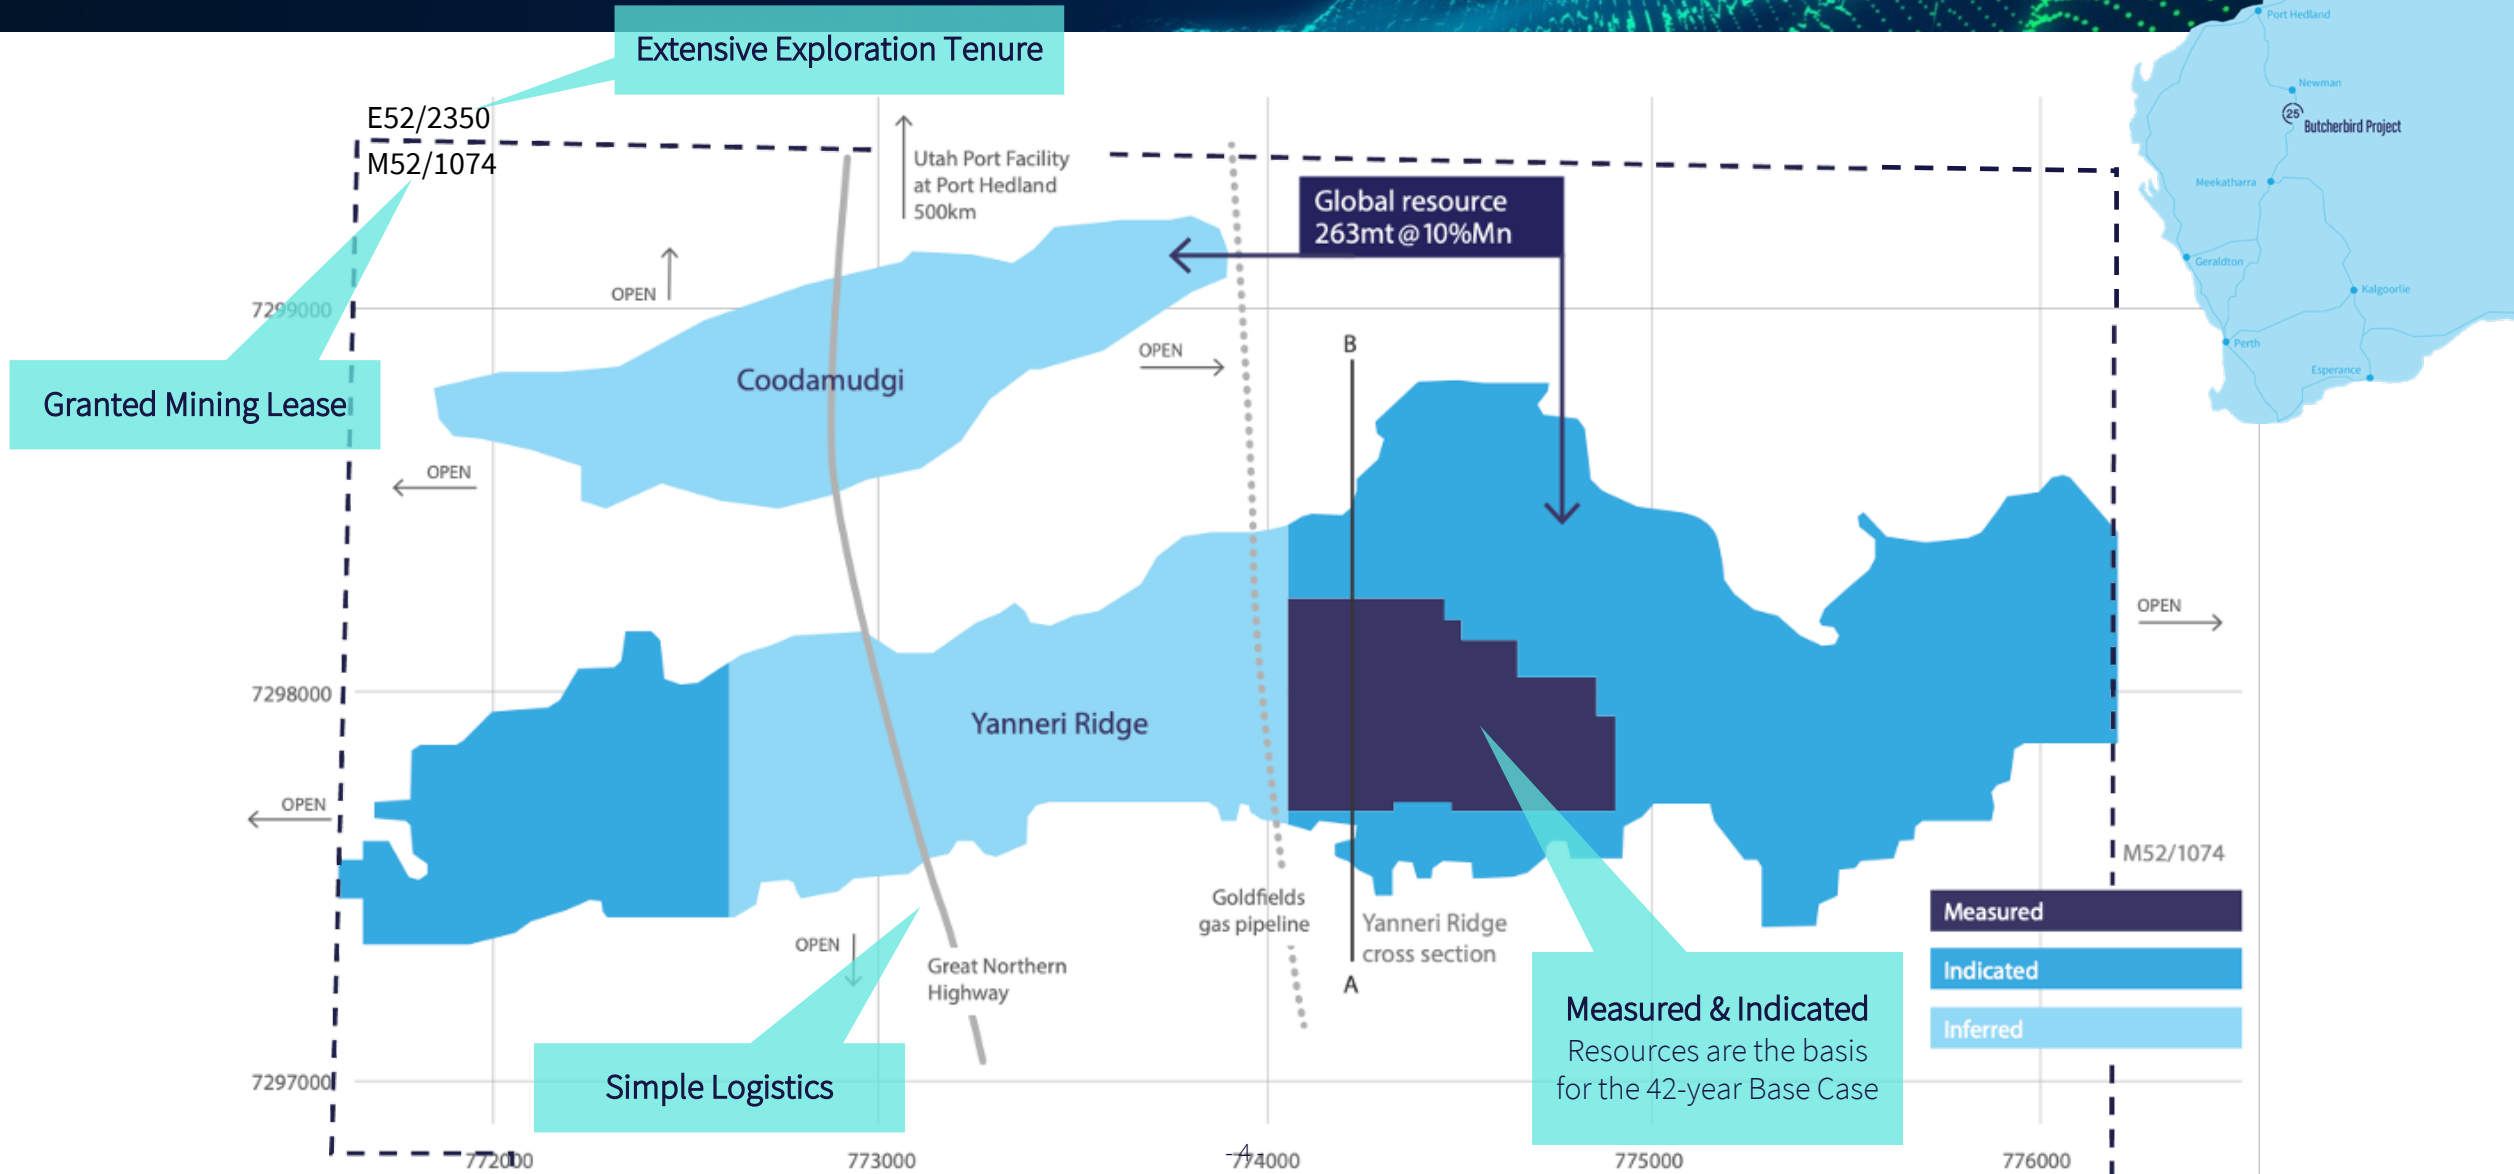 Extensive Exploration Tenure
Port Hedland
Newman
25
Butcherbird Project
Meekatharra
Geraldton
Kalgoorlie
Perth
Esperance
E52/2350
M52/1074
Utah Port Facility
at Port Hedland
500km
Global resource
263mt@10%Mn
OPEN
7299000
OPEN
B
Coodamudgi
Granted Mining Lease
OPEN
OPEN
7298000
Yanneri Ridge
OPEN
M52/1074
Goldfields
gas pipeline
Yanneri Ridge
cross section
A
OPEN
Great Northern
Highway
Measured
Indicated
Inferred
Measured & Indicated
Resources are the basis
for the 42-year Base Case
Simple Logistics
7297000
772000
773000
774000
775000
776000
-4-